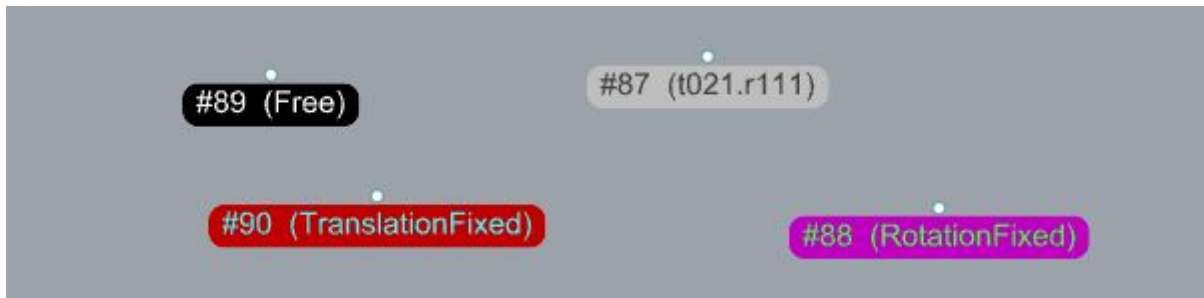 #89 (Free)
#87 (t021.r111)
#90 (TranslationFixed)
#88 (RotationFixed)